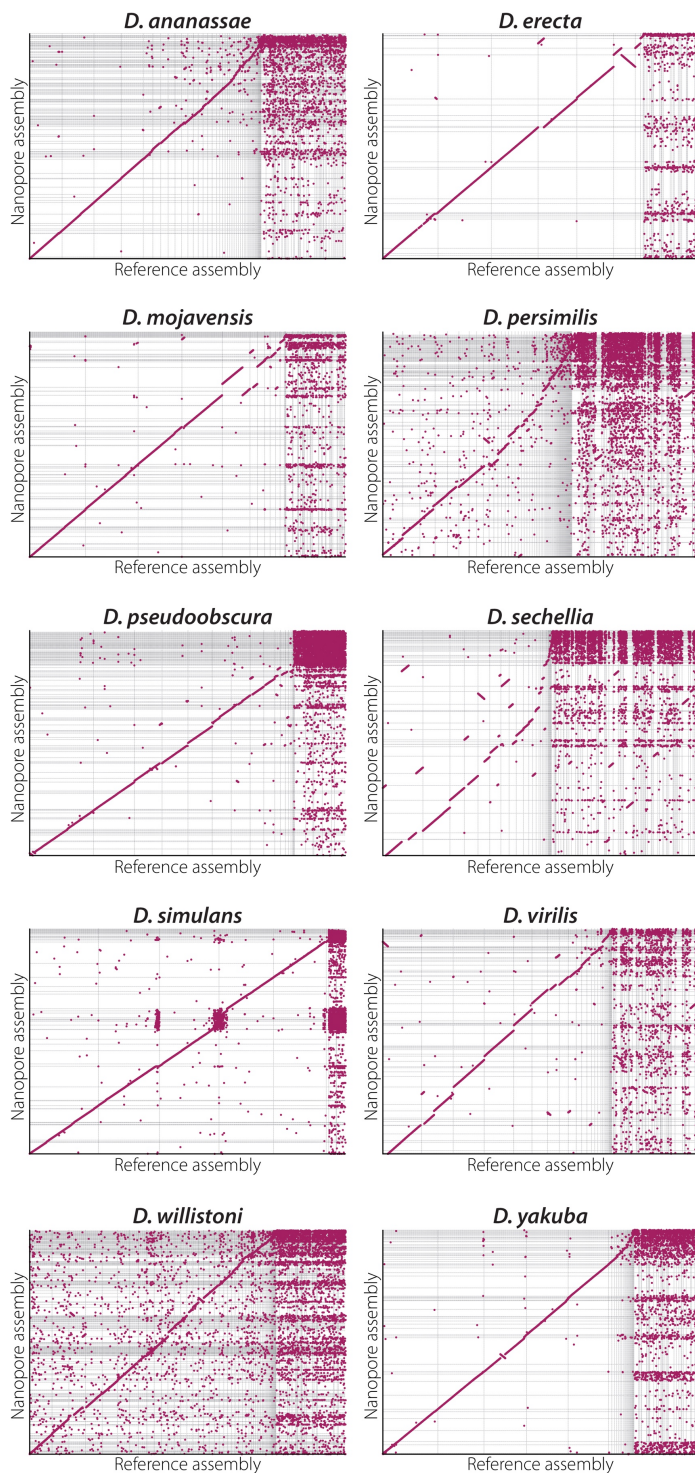 D. ananassae
Nanopore assembly
Reference assembly
D. erecta
Nanopore assembly
Reference assembly
D. mojavensis
Nanopore assembly
Reference assembly
D. persimilis
Nanopore assembly
Reference assembly
D. pseudoobscura
Nanopore assembly
Reference assembly
D. sechellia
Nanopore assembly
Reference assembly
D. simulans
Nanopore assembly
Reference assembly
D. virilis
Nanopore assembly
Reference assembly
D. willistoni
Nanopore assembly
Reference assembly
D. yakuba
Nanopore assembly
Reference assembly